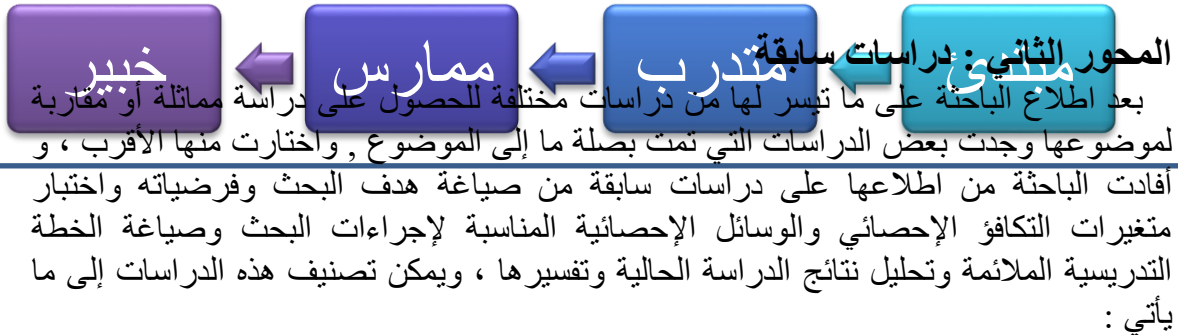 مبتدئ متدرب ممارس خبير
المحور الثاني : دراسات سابقة
بعد اطلاع الباحثة على ما تيسر لها من دراسات مختلفة للحصول على دراسة مماثلة أو مقاربة
لموضوعها وجدت بعض الدراسات التي تمت بصلة ما إلى الموضوع , واختارت منها الأقرب ، و
أفادت الباحثة من اطلاعها على دراسات سابقة من صياغة هدف البحث وفرضياته واختبار
متغيرات التكافؤ الإحصائي والوسائل الإحصائية المناسبة لإجراءات البحث وصياغة الخطة
التدريسية الملائمة وتحليل نتائج الدراسة الحالية وتفسيرها ، ويمكن تصنيف هذه الدراسات إلى ما
يأتي :